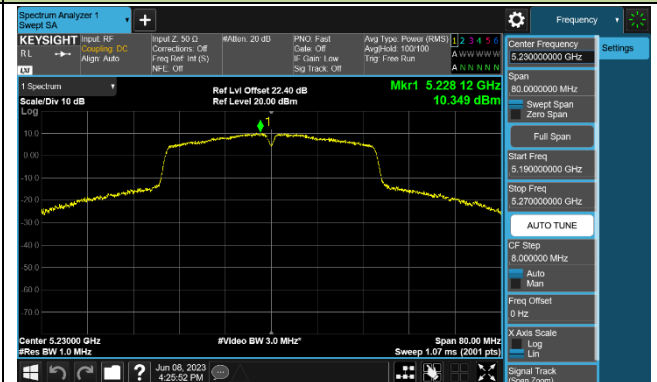 Spectrum Analyzer 1
Swept SA
+
Frequency
KEYSIGHT
RL
LXI
Input: RF
Coupling: DC
Align: Auto
Input Z: 50 Ω
Corrections: Off
Freq Ref: Int (S)
NFE: Off
#Atten: 20 dB
PNO: Fast
Gate: Off
IF Gain: Low
Sig Track: Off
Avg Type: Power (RMS)
Avg|Hold: 100/100
Trig: Free Run
1 2 3 4 5 6
A W W W W W
A N N N N N
Center Frequency
5.230000000 GHz
Settings
1 Spectrum
Scale/Div 10 dB
Log
Ref Lvl Offset 22.40 dB
Ref Level 20.00 dBm
Mkr1 5.228 12 GHz
10.349 dBm
Span
80.0000000 MHz
Swept Span
Zero Span
Full Span
Start Freq
5.190000000 GHz
Stop Freq
5.270000000 GHz
AUTO TUNE
CF Step
8.000000 MHz
Auto
Man
Freq Offset
0 Hz
X Axis Scale
Log
Lin
Signal Track
(Span Zoom)
1
10.0
0.00
-10.0
-20.0
-30.0
-40.0
-50.0
-60.0
-70.0
Center 5.23000 GHz
#Res BW 1.0 MHz
#Video BW 3.0 MHz*
Span 80.00 MHz
Sweep 1.07 ms (2001 pts)
?
Jun 08, 2023
4:25:52 PM